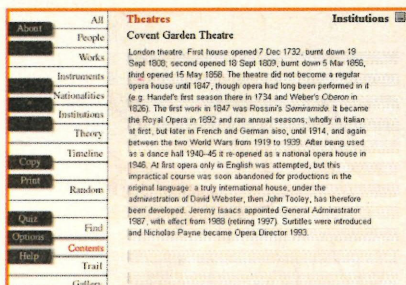 About
Copy
Print
Quiz
Options
Help
All
People
Works
Instruments
Nationalities
Institutions
Theory
Timeline
Random
Find
Contents
Trail
Gallery
Theatres
Institutions
Covent Garden Theatre
London theatre. First house opened 7 Dec 1732, burnt down 19
Sept 1808; second opened 18 Sept 1809, burnt down 5 Mar 1856,
third opened 15 May 1858. The theatre did not become a regular
opera house until 1847, though opera had long been performed in it
(e.g. Handel's first season there in 1734 and Weber's Oberon in
1826). The first work in 1847 was Rossini's Semiramide. It became
the Royal Opera in 1892 and ran annual seasons, wholly in Italian
at first, but later in French and German also, until 1914, and again
between the two World Wars from 1919 to 1939. After being used
as a dance hall 1940-45 it re-opened as a national opera house in
1946. At first opera only in English was attempted, but this
impractical course was soon abandoned for productions in the
original language: a truly international house, under the
administration of David Webster, then John Tooley, has therefore
been developed. Jeremy Isaacs appointed General Administrator
1987, with effect from 1988 (retiring 1997). Surtitles were introduced
and Nicholas Payne became Opera Director 1993.